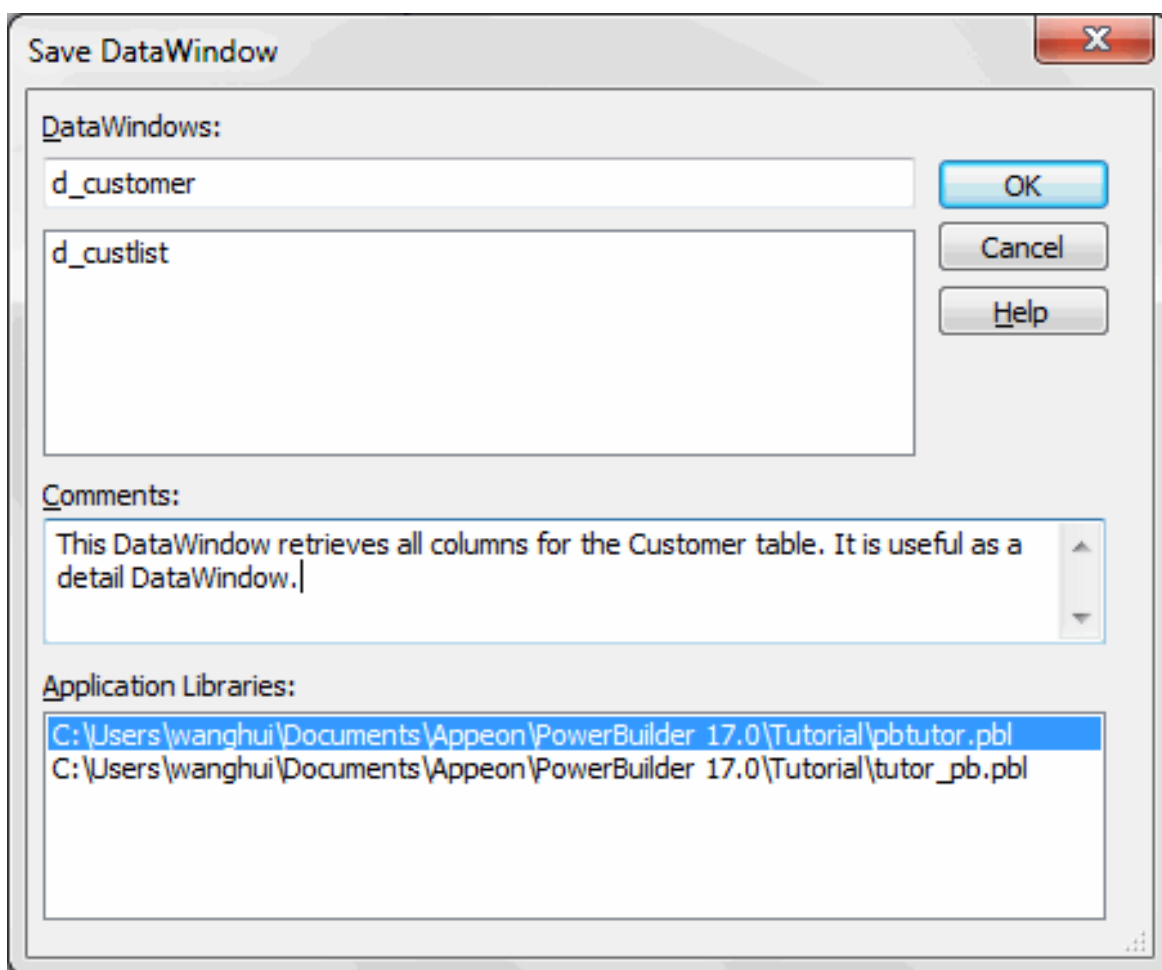 Save DataWindow
DataWindows:
d_customer
OK
d_custlist
Cancel
Help
Comments:
This DataWindow retrieves all columns for the Customer table. It is useful as a
detail DataWindow.
Application Libraries:
C:\Users\wanghui\Documents\Appeon\PowerBuilder 17.0\Tutorial\pbtutor.pbl
C:\Users\wanghui\Documents\Appeon\PowerBuilder 17.0\Tutorial\tutor_pb.pbl